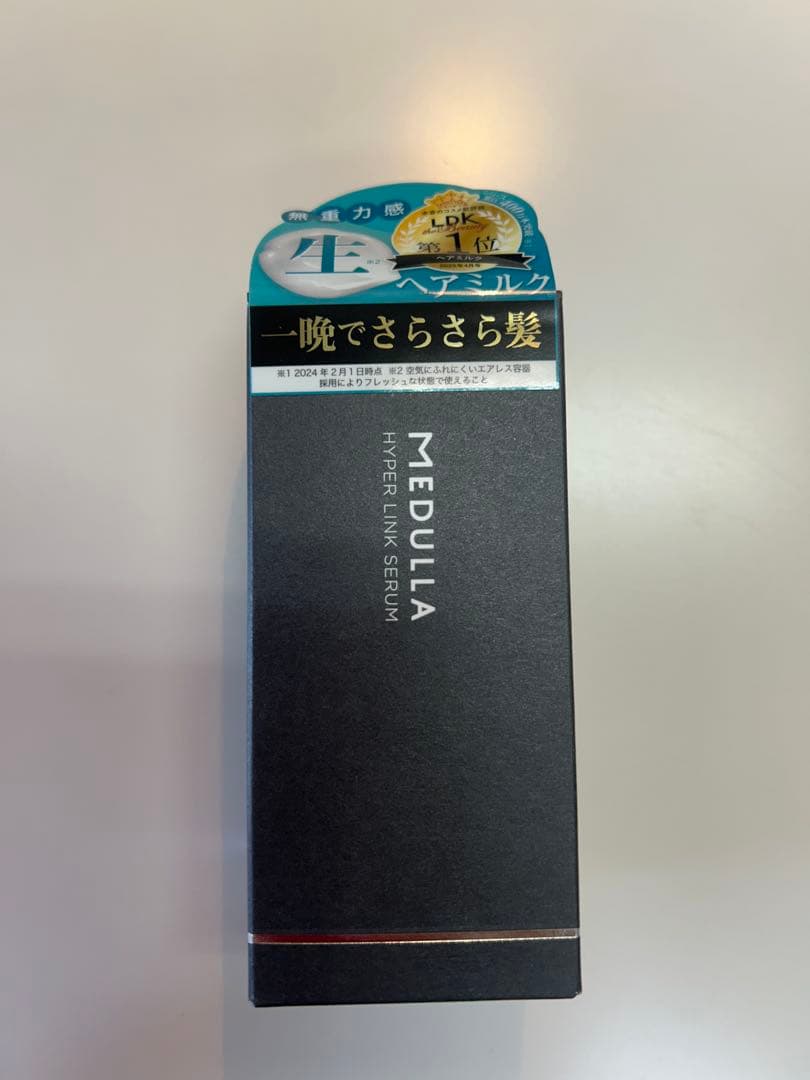 無重力感
LDK
the Beauty
第1位
ヘアミルク
生※2
ヘアミルク
一晩でさらさら髪
※1 2024年2月1日時点 ※2 空気にふれにくいエアレス容器
採用によりフレッシュな状態で使えること
MEDULLA
HYPER LINK SERUM